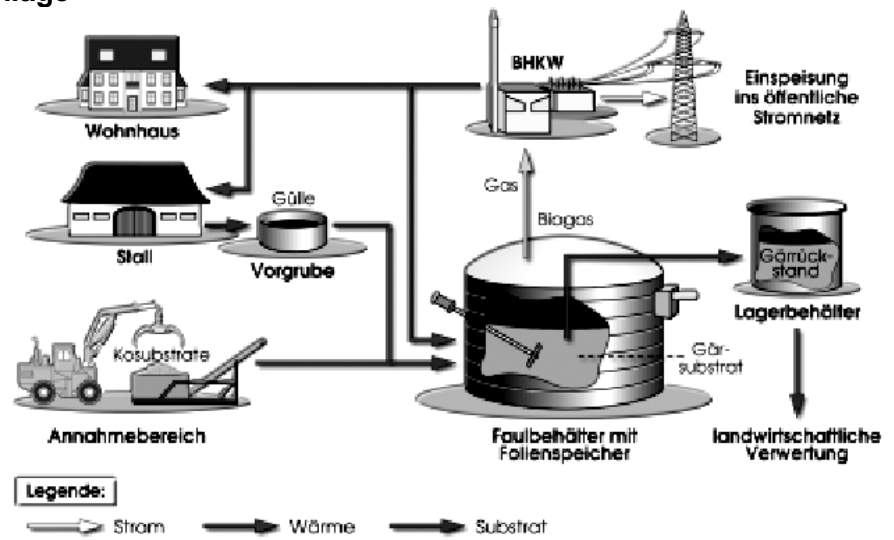 BHKW
Einspeisung
ins öffentliche
Stromnetz
Wohnhaus
Gas
Gülle
Biogas
Stall
Vorgrube
Gärrück-
stand
Lagerbehälter
Kosubstrate
Gär-
substrat
Annahmebereich
Faulbehälter mit
Folienspeicher
landwirtschaftliche
Verwertung
Legende:
Strom
Wärme
Substrat